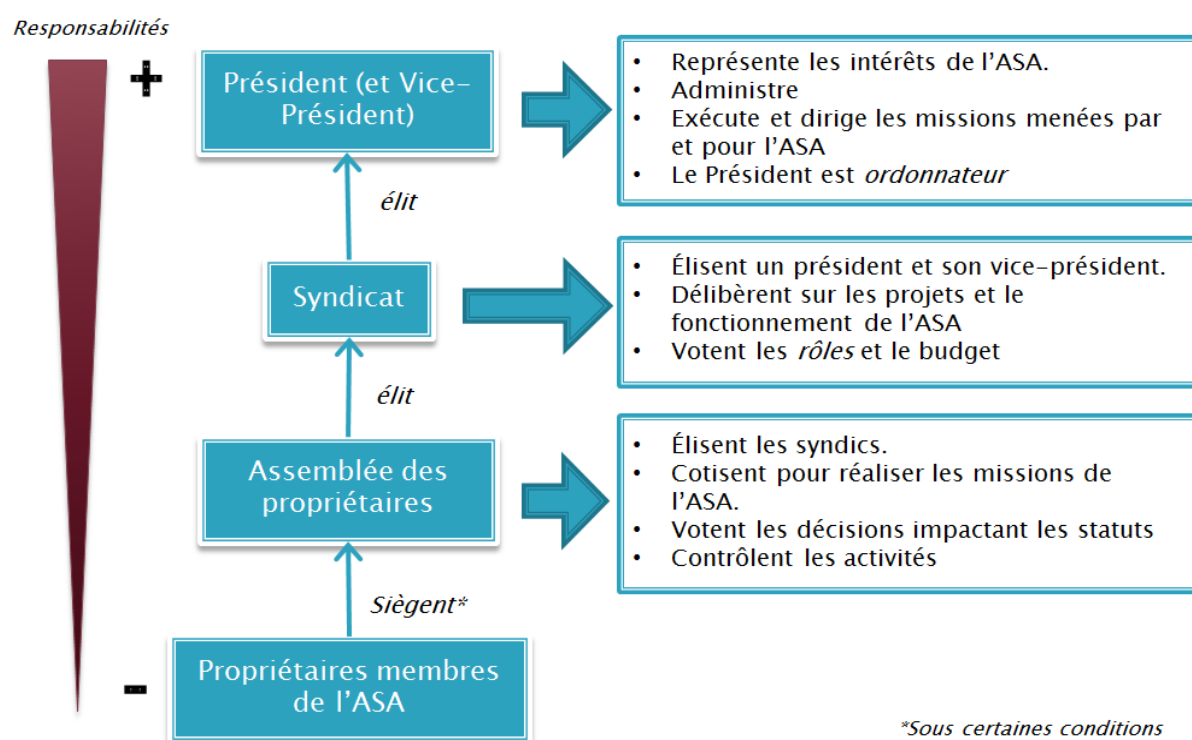 Responsabilités
+
Président (et Vice-
Président)
• Représente les intérêts de l'ASA.
• Administre
• Exécute et dirige les missions menées par
et pour l'ASA
• Le Président est ordonnateur
élit
Syndicat
• Élisent un président et son vice-président.
• Délibèrent sur les projets et le
fonctionnement de l'ASA
• Votent les rôles et le budget
élit
Assemblée des
propriétaires
• Élisent les syndics.
• Cotisent pour réaliser les missions de
l'ASA.
• Votent les décisions impactant les statuts
• Contrôlent les activités
Siègent*
-
Propriétaires membres
de l'ASA
*Sous certaines conditions